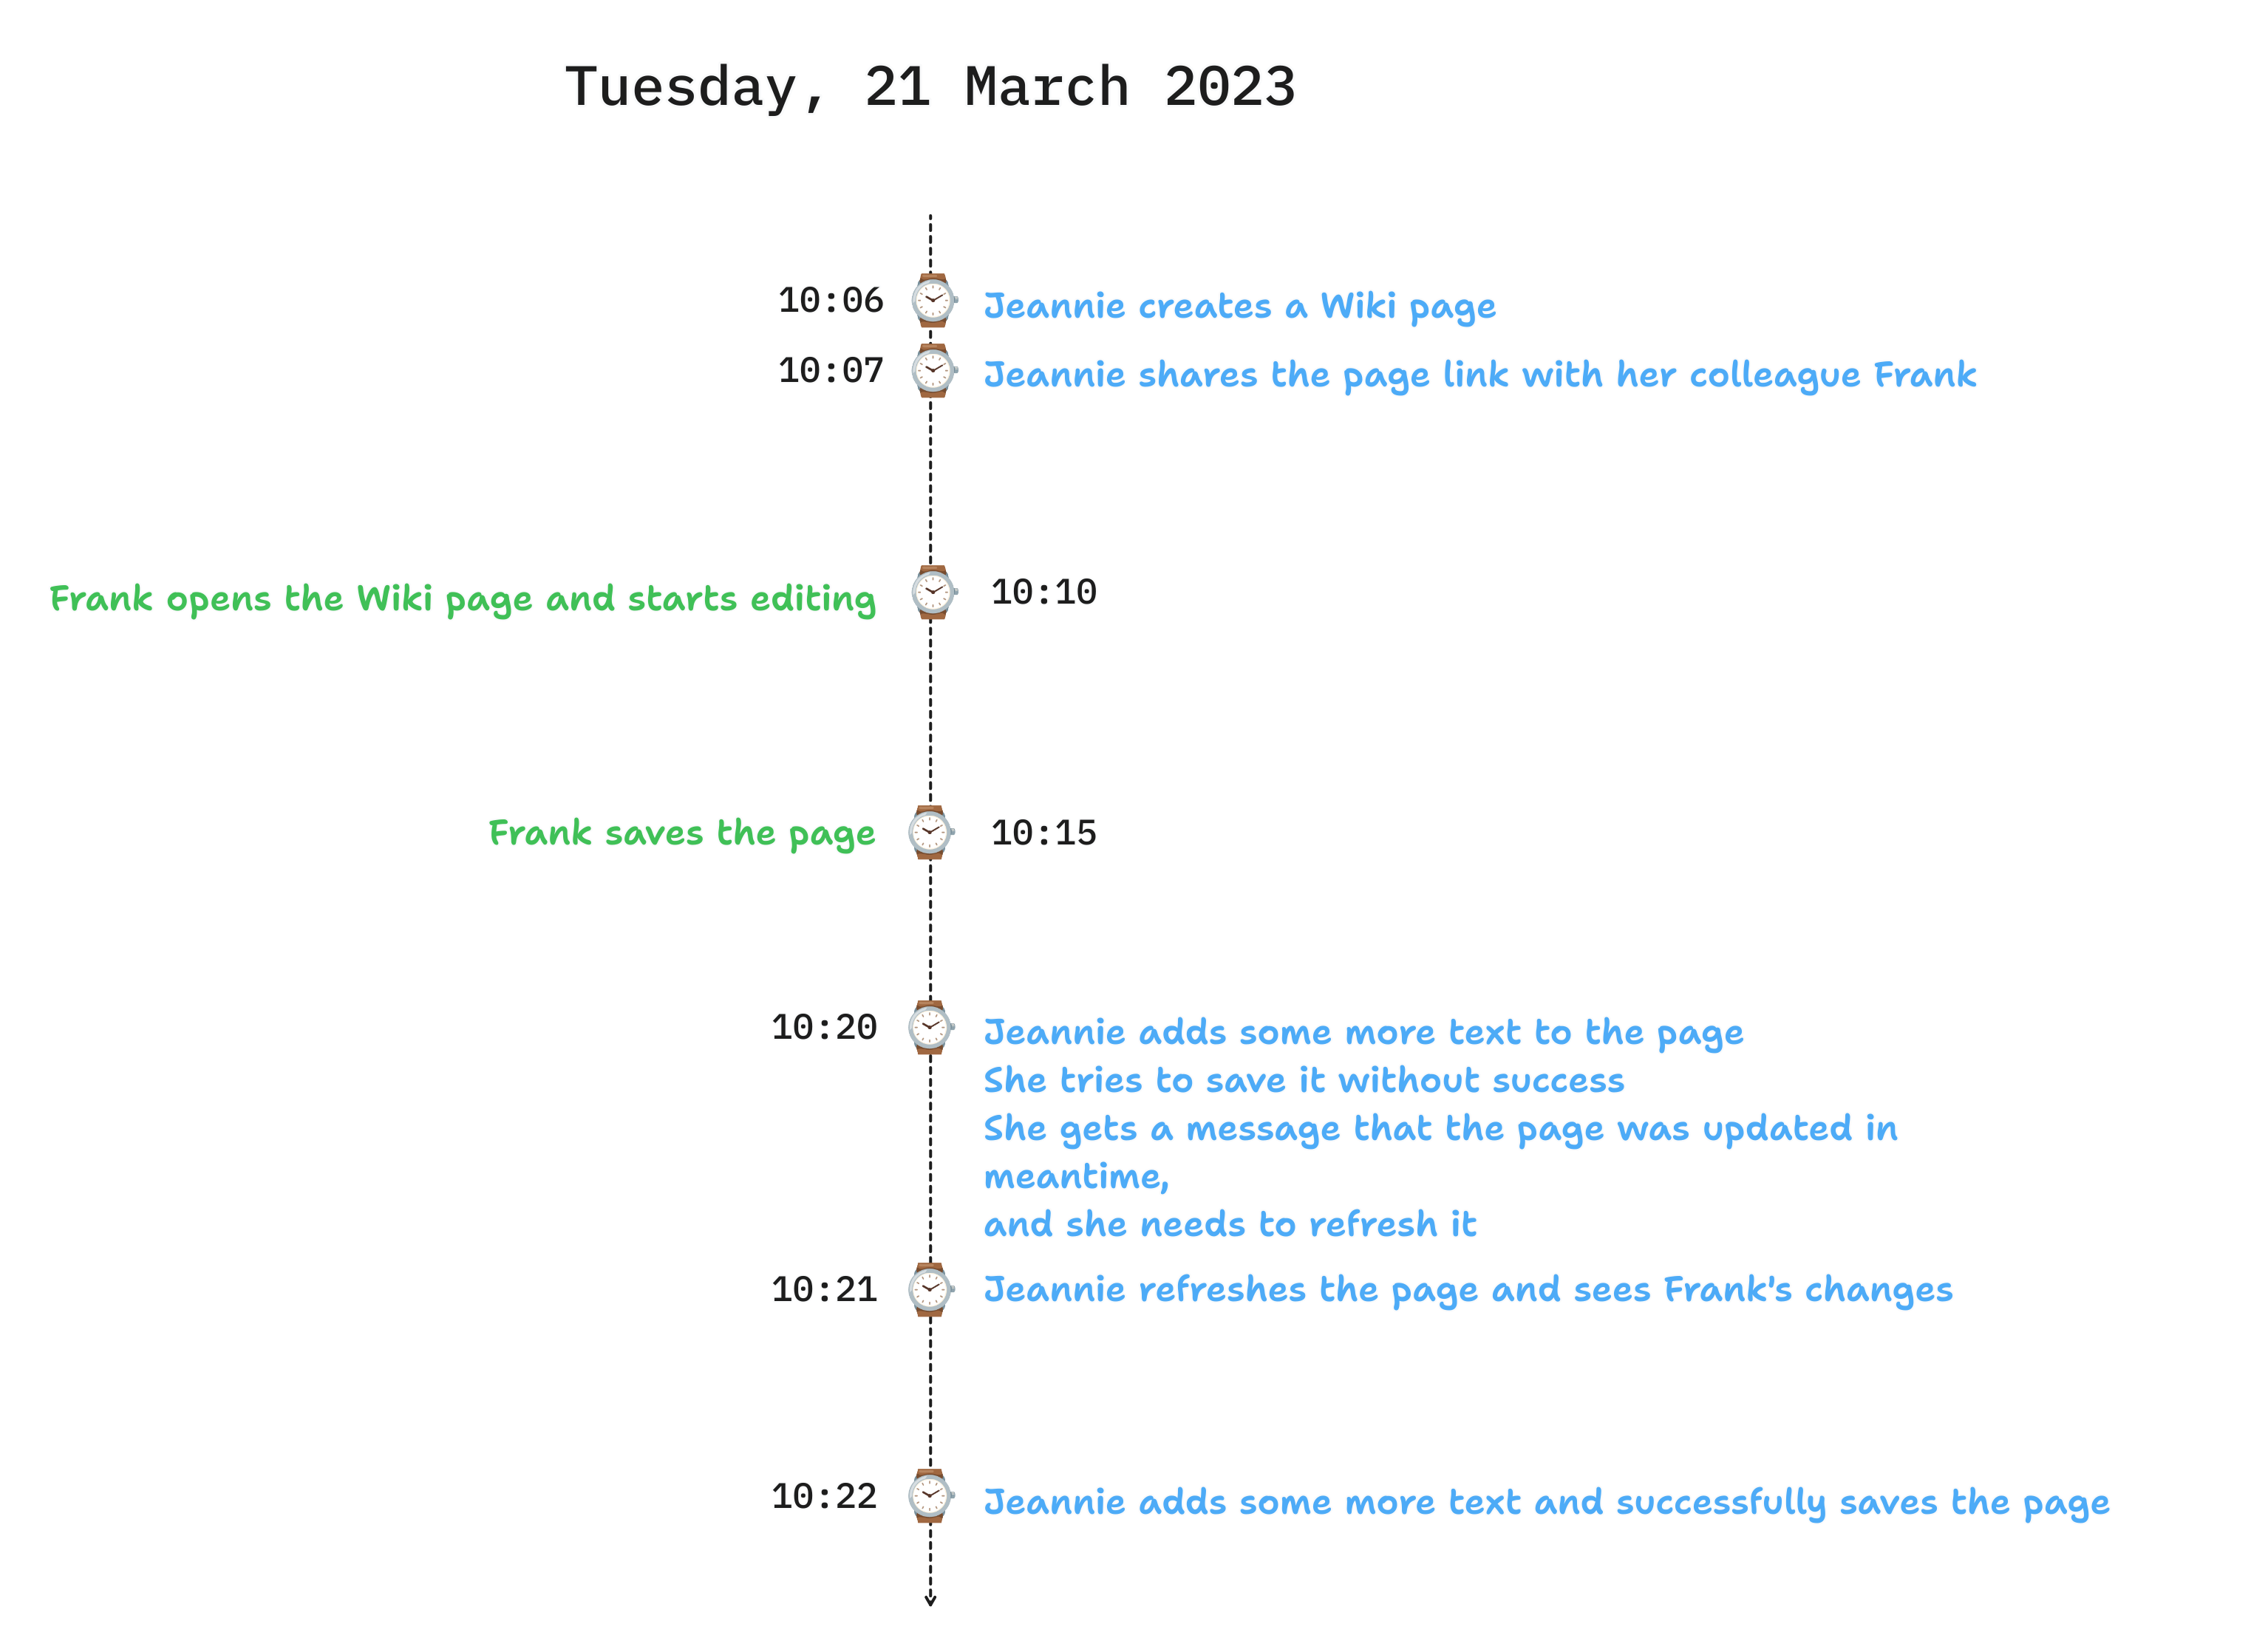 Tuesday, 21 March 2023
10:06 Jeannie creates a Wiki page
10:07 Jeannie shares the page link with her colleague Frank
Frank opens the Wiki page and starts editing 10:10
Frank saves the page 10:15
10:20 Jeannie adds some more text to the page
She tries to save it without success
She gets a message that the page was updated in
meantime,
and she needs to refresh it
10:21 Jeannie refreshes the page and sees Frank's changes
10:22 Jeannie adds some more text and successfully saves the page